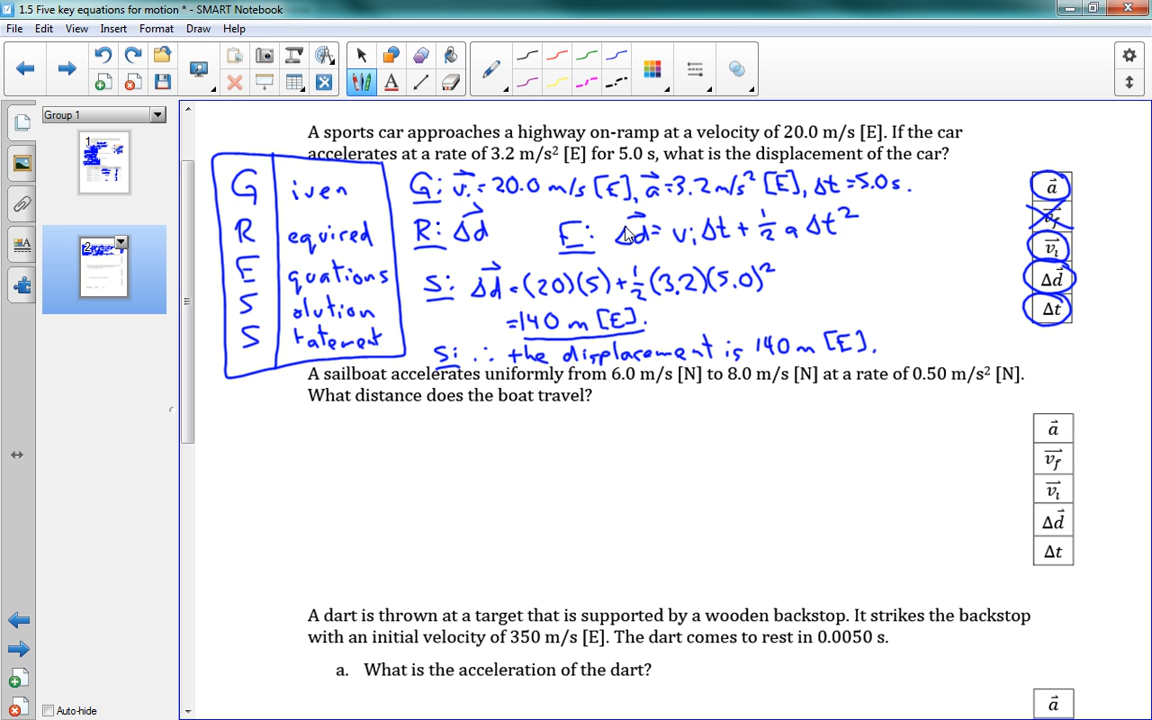 1.5 Five key equations for motion * - SMART Notebook
File Edit View Insert Format Draw Help
Group 1
1
2
Auto-hide
A sports car approaches a highway on-ramp at a velocity of 20.0 m/s [E]. If the car
accelerates at a rate of 3.2 m/s² [E] for 5.0 s, what is the displacement of the car?
G iven
R equired
E quations
S olution
S tatement
G: v⃗ᵢ = 20.0 m/s [E], a⃗ = 3.2 m/s² [E], Δt = 5.0 s.
R: Δd⃗ E: Δd⃗ = vᵢ Δt + ½ a Δt²
S: Δd⃗ = (20)(5) + ½ (3.2)(5.0)²
= 140 m [E].
S: ∴ the displacement is 140 m [E].
a⃗
v⃗f
v⃗ᵢ
Δd⃗
Δt
A sailboat accelerates uniformly from 6.0 m/s [N] to 8.0 m/s [N] at a rate of 0.50 m/s² [N].
What distance does the boat travel?
a⃗
v⃗f
v⃗ᵢ
Δd⃗
Δt
A dart is thrown at a target that is supported by a wooden backstop. It strikes the backstop
with an initial velocity of 350 m/s [E]. The dart comes to rest in 0.0050 s.
a. What is the acceleration of the dart?
a⃗